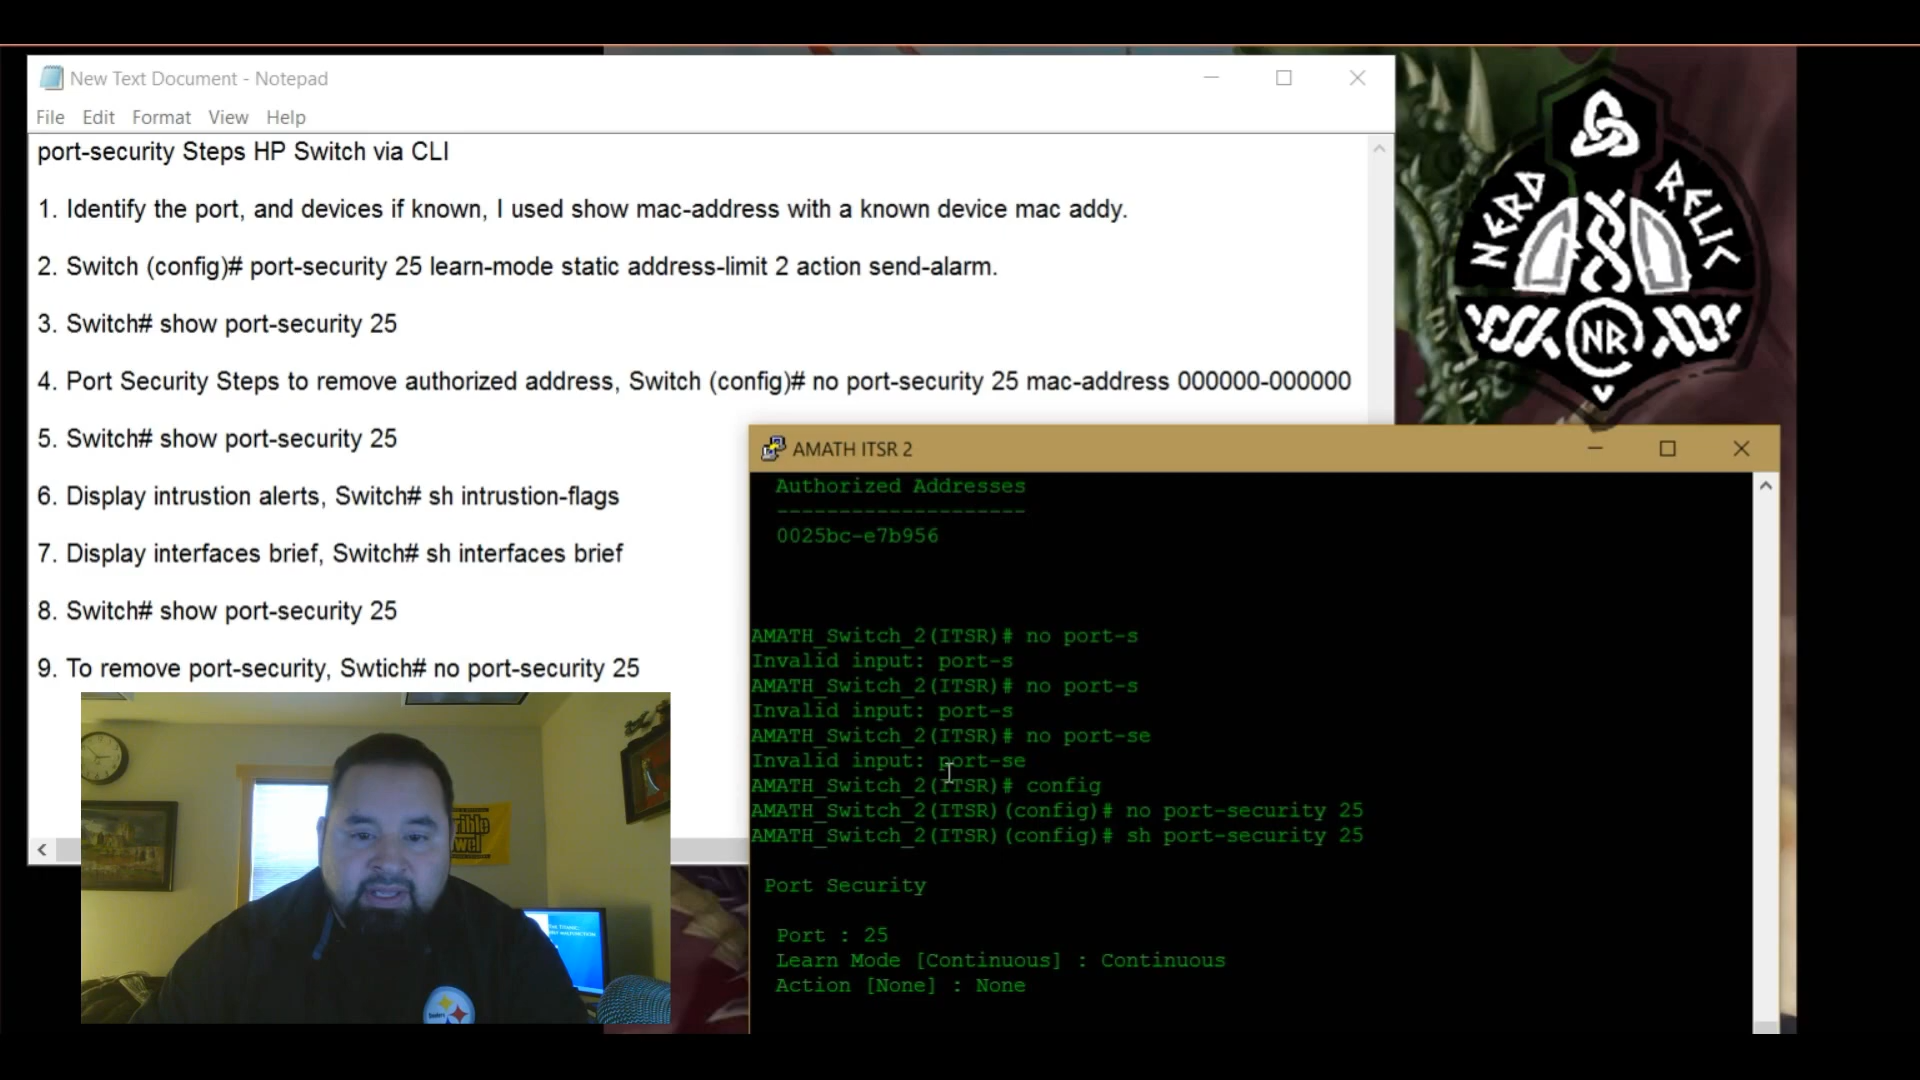 New Text Document - Notepad
File Edit Format View Help
port-security Steps HP Switch via CLI
1. Identify the port, and devices if known, I used show mac-address with a known device mac addy.
2. Switch (config)# port-security 25 learn-mode static address-limit 2 action send-alarm.
3. Switch# show port-security 25
4. Port Security Steps to remove authorized address, Switch (config)# no port-security 25 mac-address 000000-000000
5. Switch# show port-security 25
6. Display intrustion alerts, Switch# sh intrustion-flags
7. Display interfaces brief, Switch# sh interfaces brief
8. Switch# show port-security 25
9. To remove port-security, Swtich# no port-security 25
NERD RELIC
NR
AMATH ITSR 2
Authorized Addresses
--------------------
0025bc-e7b956
AMATH_Switch_2(ITSR)# no port-s
Invalid input: port-s
AMATH_Switch_2(ITSR)# no port-s
Invalid input: port-s
AMATH_Switch_2(ITSR)# no port-se
Invalid input: port-se
AMATH_Switch_2(ITSR)# config
AMATH_Switch_2(ITSR)(config)# no port-security 25
AMATH_Switch_2(ITSR)(config)# sh port-security 25
Port Security
Port : 25
Learn Mode [Continuous] : Continuous
Action [None] : None
Steelers